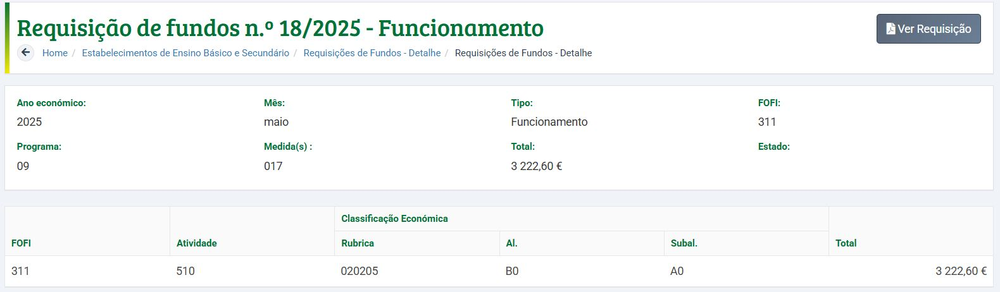 Requisição de fundos n.º 18/2025 - Funcionamento
Ver Requisição
Home / Estabelecimentos de Ensino Básico e Secundário / Requisições de Fundos - Detalhe / Requisições de Fundos - Detalhe
Ano económico: Mês: Tipo: FOFI:
2025 maio Funcionamento 311
Programa: Medida(s) : Total: Estado:
09 017 3 222,60 €
Classificação Económica
FOFI Atividade Rubrica Al. Subal. Total
311 510 020205 B0 A0 3 222,60 €